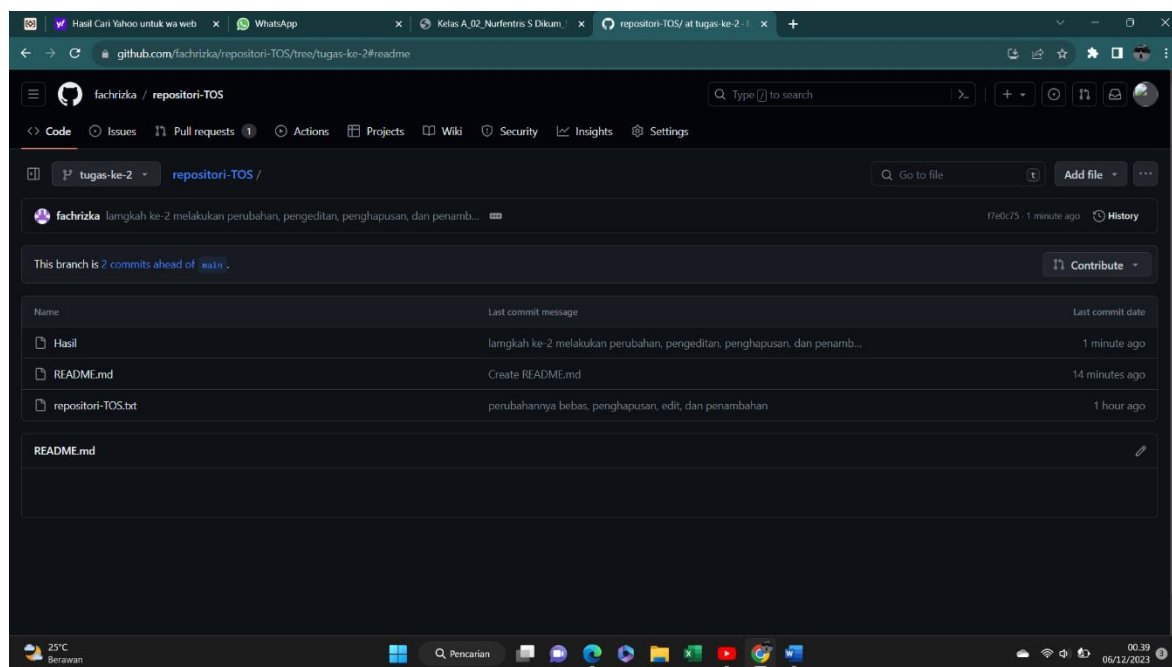 Hasil Cari Yahoo untuk wa web
WhatsApp
Kelas A_02_Nurfentris S Dikum_
repositori-TOS/ at tugas-ke-2 ·
github.com/fachrizka/repositori-TOS/tree/tugas-ke-2#readme
fachrizka / repositori-TOS
Type / to search
Code
Issues
Pull requests 1
Actions
Projects
Wiki
Security
Insights
Settings
tugas-ke-2
repositori-TOS /
Go to file
t
Add file
fachrizka lamgkah ke-2 melakukan perubahan, pengeditan, penghapusan, dan penamb...
f7e0c75 · 1 minute ago
History
This branch is 2 commits ahead of main .
Contribute
Name
Last commit message
Last commit date
Hasil
lamgkah ke-2 melakukan perubahan, pengeditan, penghapusan, dan penamb...
1 minute ago
README.md
Create README.md
14 minutes ago
repositori-TOS.txt
perubahannya bebas, penghapusan, edit, dan penambahan
1 hour ago
README.md
25°C
Berawan
Pencarian
00.39
06/12/2023
3